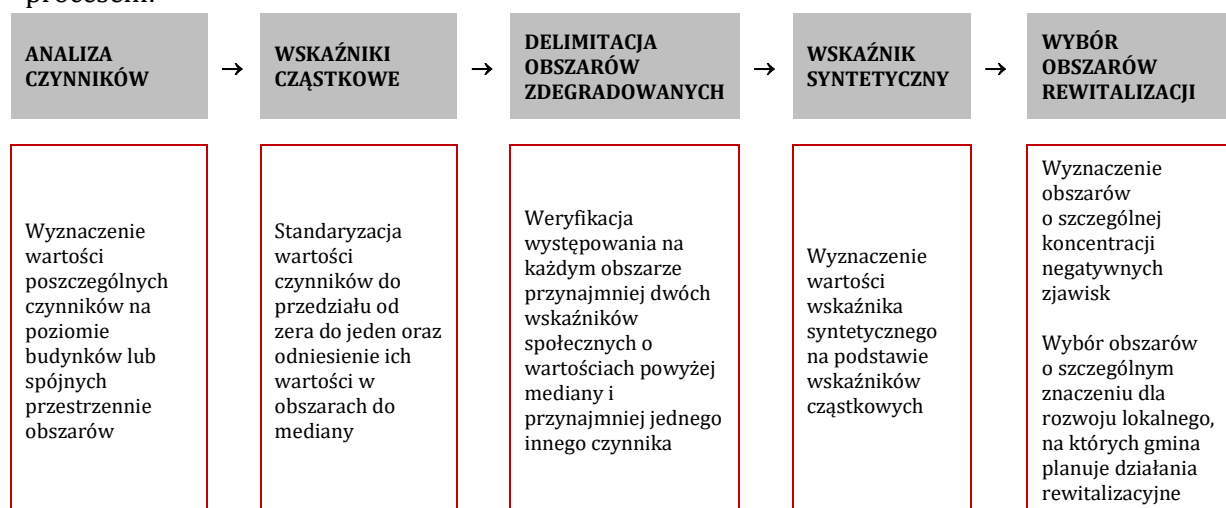 procesem:
ANALIZA
CZYNNIKÓW
→
WSKAŹNIKI
CZĄSTKOWE
→
DELIMITACJA
OBSZARÓW
ZDEGRADOWANYCH
→
WSKAŹNIK
SYNTETYCZNY
→
WYBÓR
OBSZARÓW
REWITALIZACJI
Wyznaczenie
wartości
poszczególnych
czynników na
poziomie
budynków lub
spójnych
przestrzennie
obszarów
Standaryzacja
wartości
czynników do
przedziału od
zera do jeden oraz
odniesienie ich
wartości w
obszarach do
mediany
Weryfikacja
występowania na
każdym obszarze
przynajmniej dwóch
wskaźników
społecznych o
wartościach powyżej
mediany i
przynajmniej jednego
innego czynnika
Wyznaczenie
wartości
wskaźnika
syntetycznego
na podstawie
wskaźników
cząstkowych
Wyznaczenie
obszarów
o szczególnej
koncentracji
negatywnych
zjawisk
Wybór obszarów
o szczególnym
znaczeniu dla
rozwoju lokalnego,
na których gmina
planuje działania
rewitalizacyjne